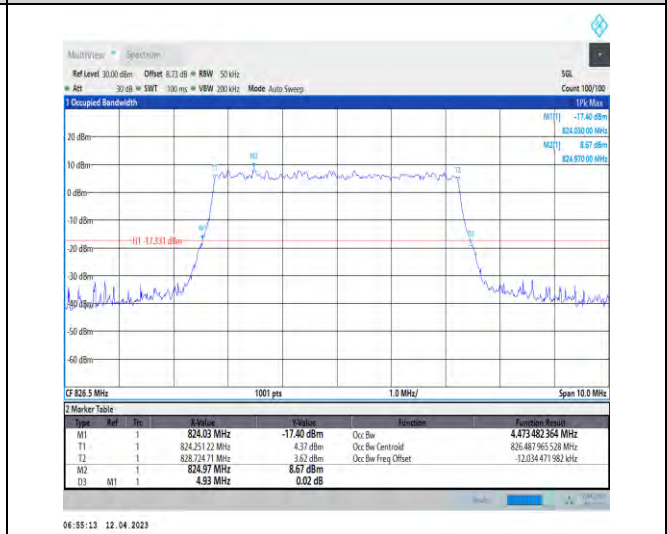 MultiView Spectrum
Ref Level 30.00 dBm Offset 8.73 dB RBW 50 kHz SGL
Att 30 dB SWT 100 ms VBW 200 kHz Mode Auto Sweep Count 100/100
1 Occupied Bandwidth 1Pk Max
M1[1] -17.40 dBm
824.030 00 MHz
M2[1] 8.67 dBm
824.970 00 MHz
20 dBm
M2
10 dBm
T1 T2
0 dBm
-10 dBm
M1
H1 -17.331 dBm
-20 dBm
-30 dBm
-40 dBm
-50 dBm
-60 dBm
CF 826.5 MHz 1001 pts 1.0 MHz/ Span 10.0 MHz
2 Marker Table
Type Ref Trc X-Value Y-Value Function Function Result
M1 1 824.03 MHz -17.40 dBm Occ Bw 4.473 482 364 MHz
T1 1 824.251 22 MHz 4.37 dBm Occ Bw Centroid 826.487 965 528 MHz
T2 1 828.724 71 MHz 3.62 dBm Occ Bw Freq Offset -12.034 471 982 kHz
M2 1 824.97 MHz 8.67 dBm
D3 M1 1 4.93 MHz 0.02 dB
06:55:13 12.04.2023